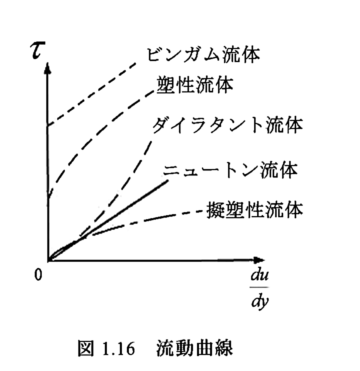 τ
ビンガム流体
塑性流体
ダイラタント流体
ニュートン流体
擬塑性流体
0
du
dy
図 1.16 流動曲線